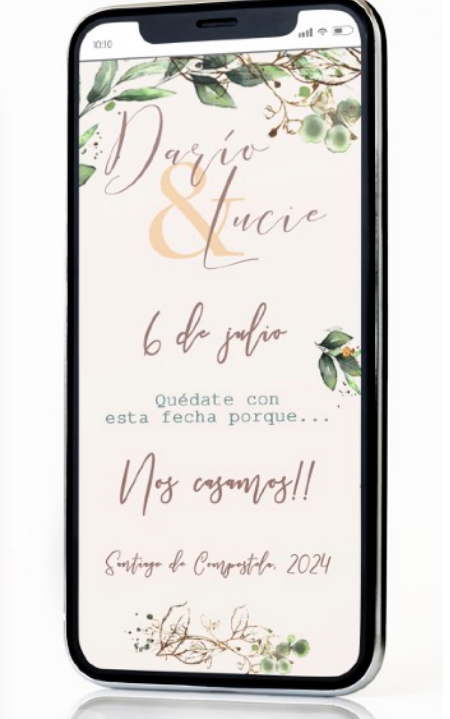 10:10
Darío
&
Lucie
6 de julio
Quédate con
esta fecha porque...
Nos casamos!!
Santiago de Compostela, 2024